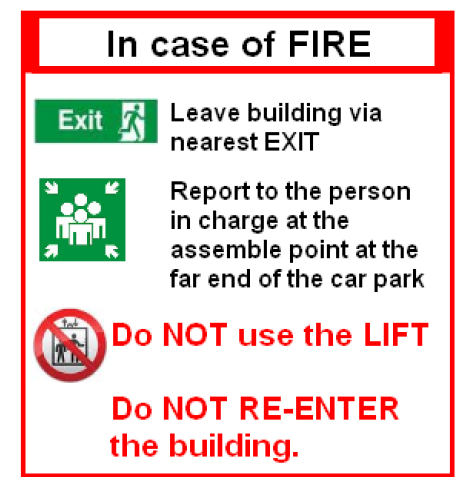 In case of FIRE
Exit
Leave building via
nearest EXIT
Report to the person
in charge at the
assemble point at the
far end of the car park
Do NOT use the LIFT
Do NOT RE-ENTER
the building.